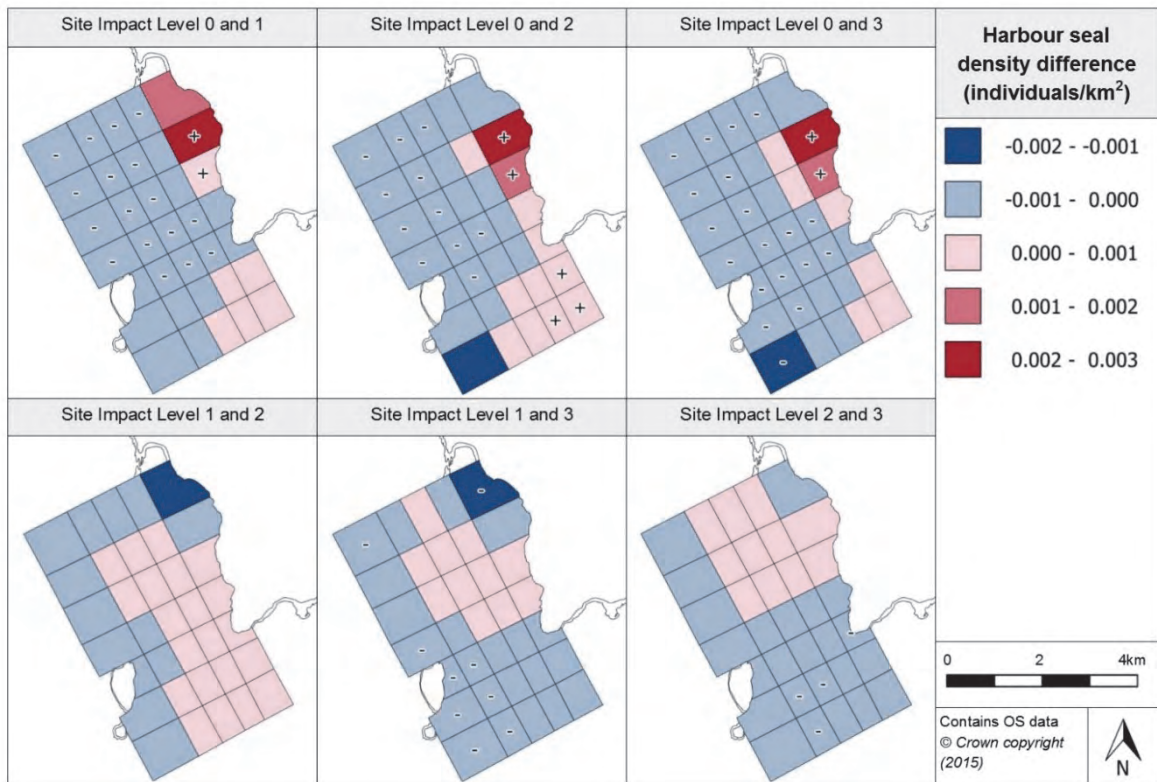 Site Impact Level 0 and 1
Site Impact Level 0 and 2
Site Impact Level 0 and 3
Harbour seal
density difference
(individuals/km²)
-0.002 - -0.001
-0.001 - 0.000
0.000 - 0.001
0.001 - 0.002
0.002 - 0.003
Site Impact Level 1 and 2
Site Impact Level 1 and 3
Site Impact Level 2 and 3
0 2 4km
Contains OS data
© Crown copyright
(2015)
N